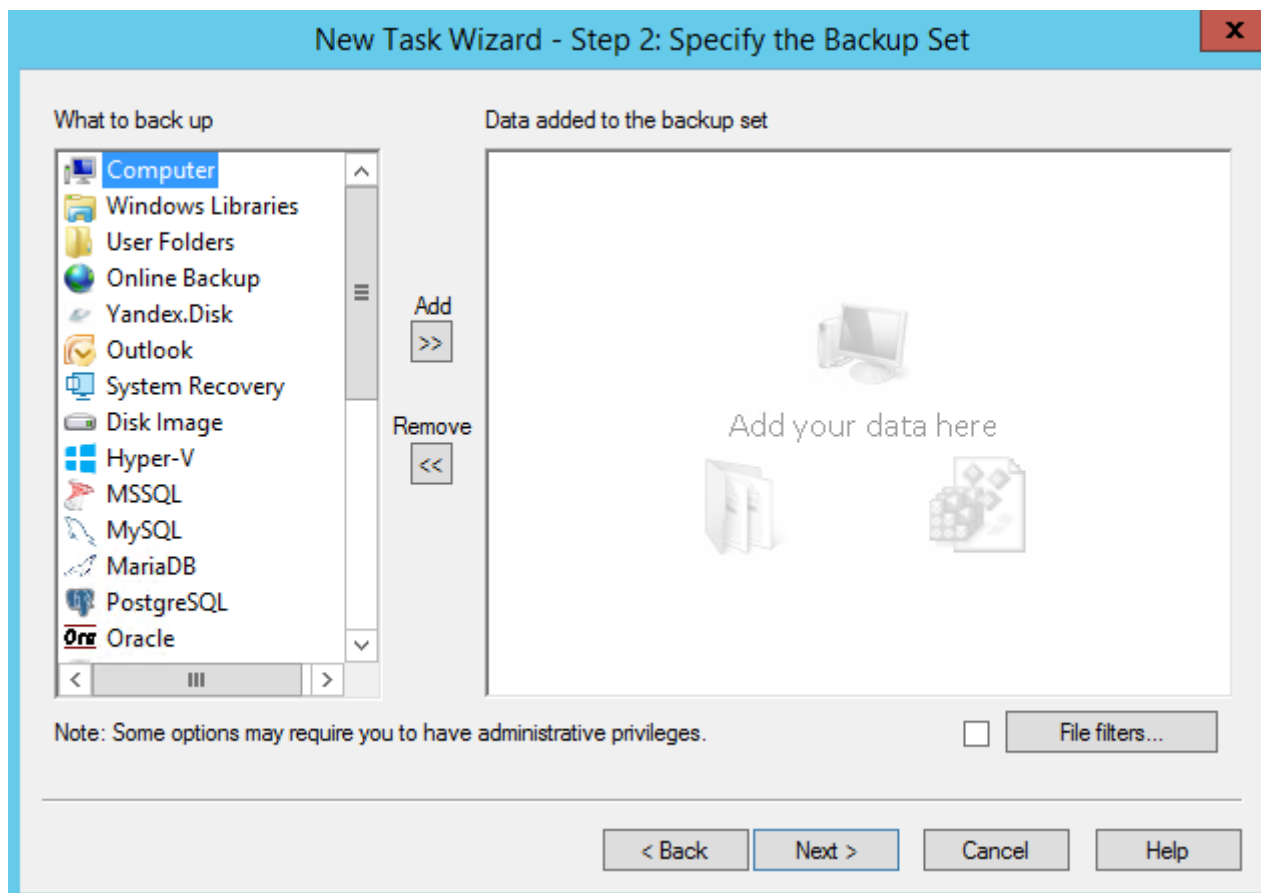 New Task Wizard - Step 2: Specify the Backup Set
x
What to back up
Data added to the backup set
Computer
Windows Libraries
User Folders
Online Backup
Yandex.Disk
Outlook
System Recovery
Disk Image
Hyper-V
MSSQL
MySQL
MariaDB
PostgreSQL
Ora Oracle
Add
>>
Remove
<<
Add your data here
Note: Some options may require you to have administrative privileges.
File filters...
< Back
Next >
Cancel
Help